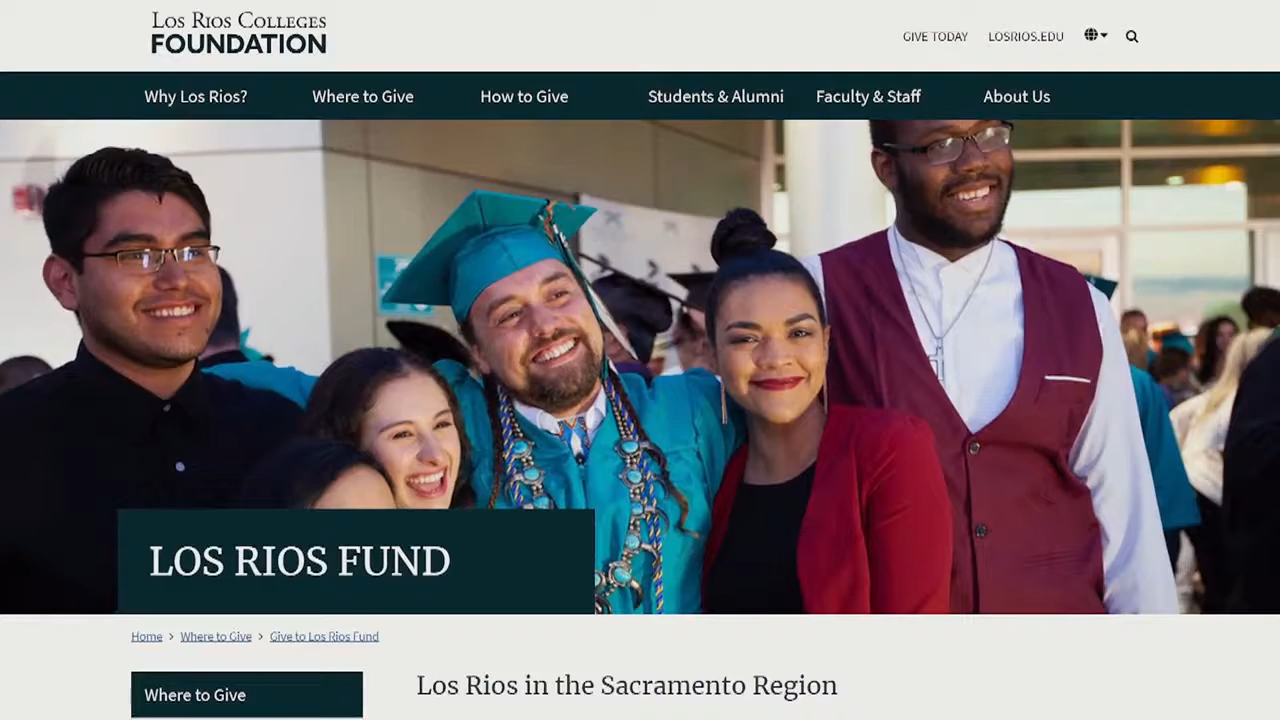 LOS RIOS COLLEGES
FOUNDATION
GIVE TODAY
LOSRIOS.EDU
Why Los Rios?
Where to Give
How to Give
Students & Alumni
Faculty & Staff
About Us
LOS RIOS FUND
Home > Where to Give > Give to Los Rios Fund
Where to Give
Los Rios in the Sacramento Region